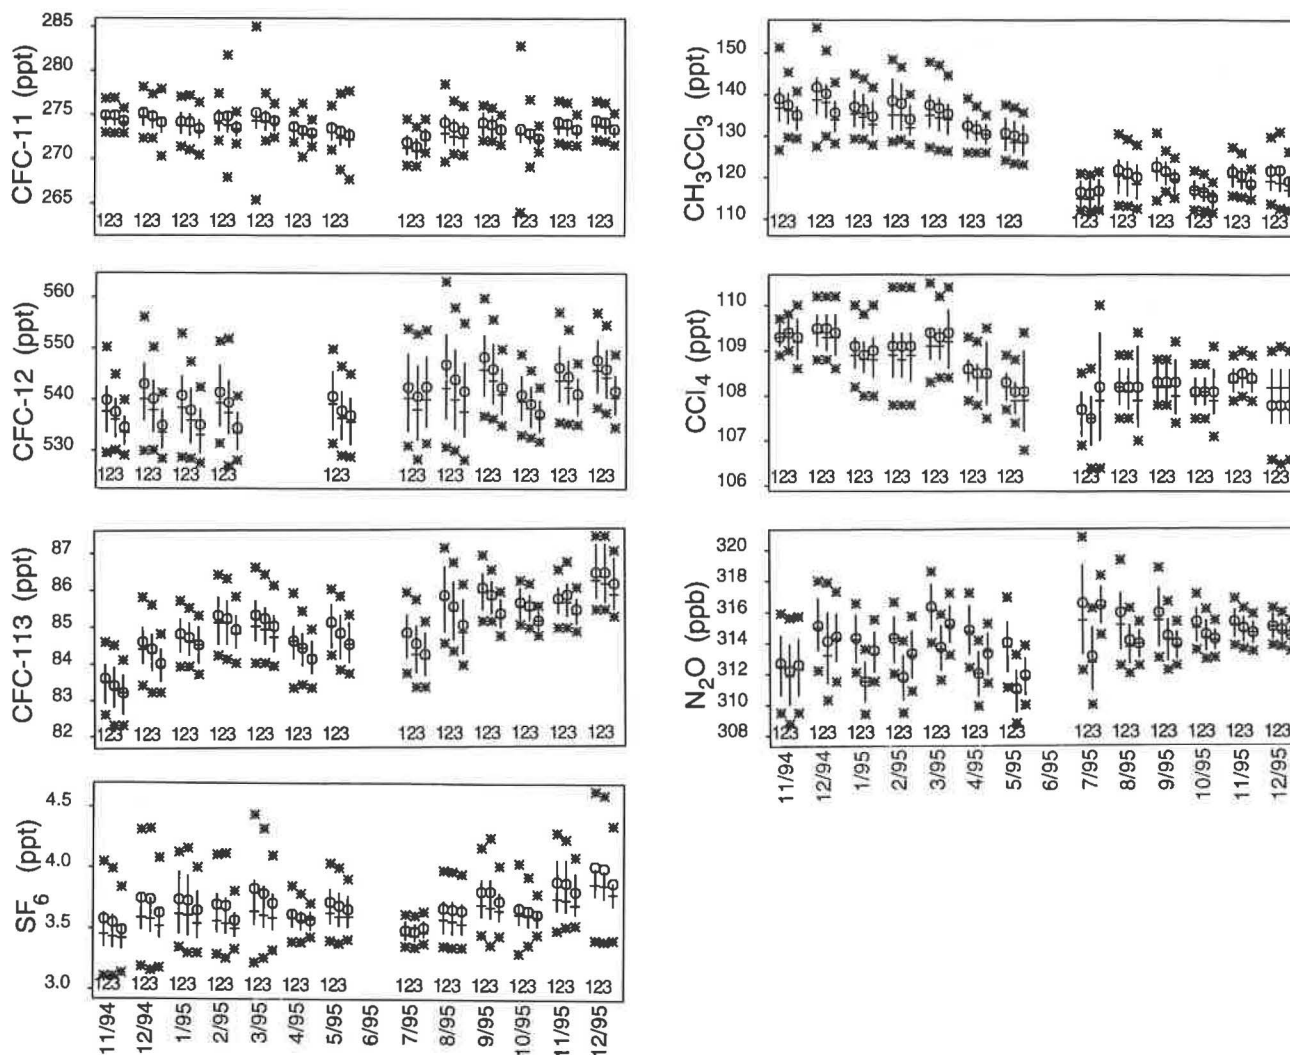 CFC-11 (ppt)
285
280
275
270
265
123 123 123 123 123 123 123 123 123 123 123 123 123
CH3CCl3 (ppt)
150
140
130
120
110
123 123 123 123 123 123 123 123 123 123 123 123 123
CFC-12 (ppt)
560
550
540
530
123 123 123 123 123 123 123 123 123 123 123
CCl4 (ppt)
110
109
108
107
106
123 123 123 123 123 123 123 123 123 123 123 123 123
CFC-113 (ppt)
87
86
85
84
83
82
123 123 123 123 123 123 123 123 123 123 123 123 123
N2O (ppb)
320
318
316
314
312
310
308
123 123 123 123 123 123 123 123 123 123 123 123 123
11/94 12/94 1/95 2/95 3/95 4/95 5/95 6/95 7/95 8/95 9/95 10/95 11/95 12/95
SF6 (ppt)
4.5
4.0
3.5
3.0
123 123 123 123 123 123 123 123 123 123 123 123 123
11/94 12/94 1/95 2/95 3/95 4/95 5/95 6/95 7/95 8/95 9/95 10/95 11/95 12/95